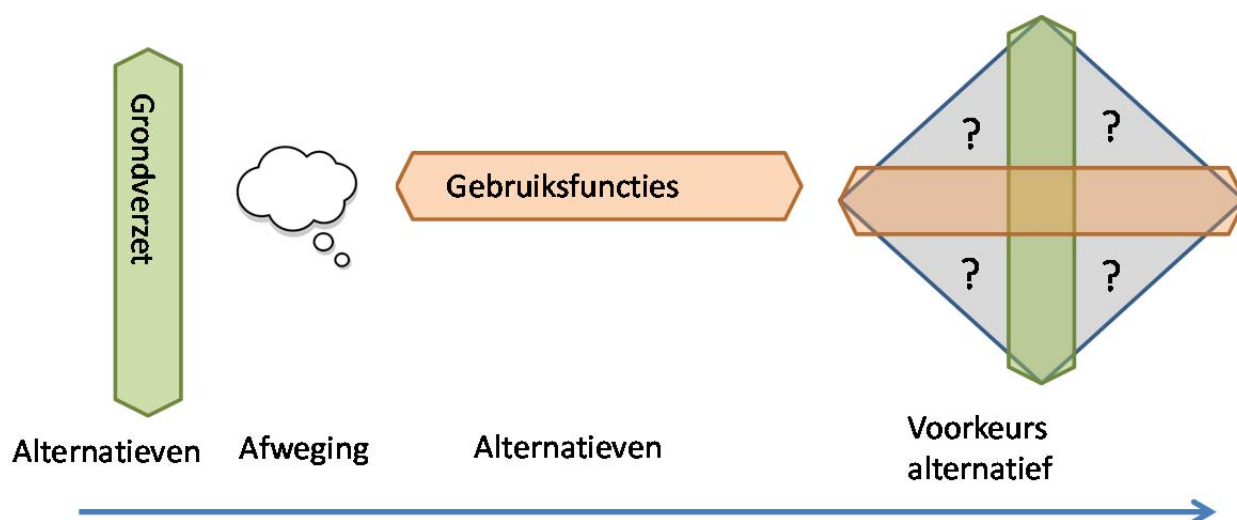 Grondverzet
Gebruiksfuncties
? ?
? ?
Alternatieven Afweging Alternatieven Voorkeurs
alternatief